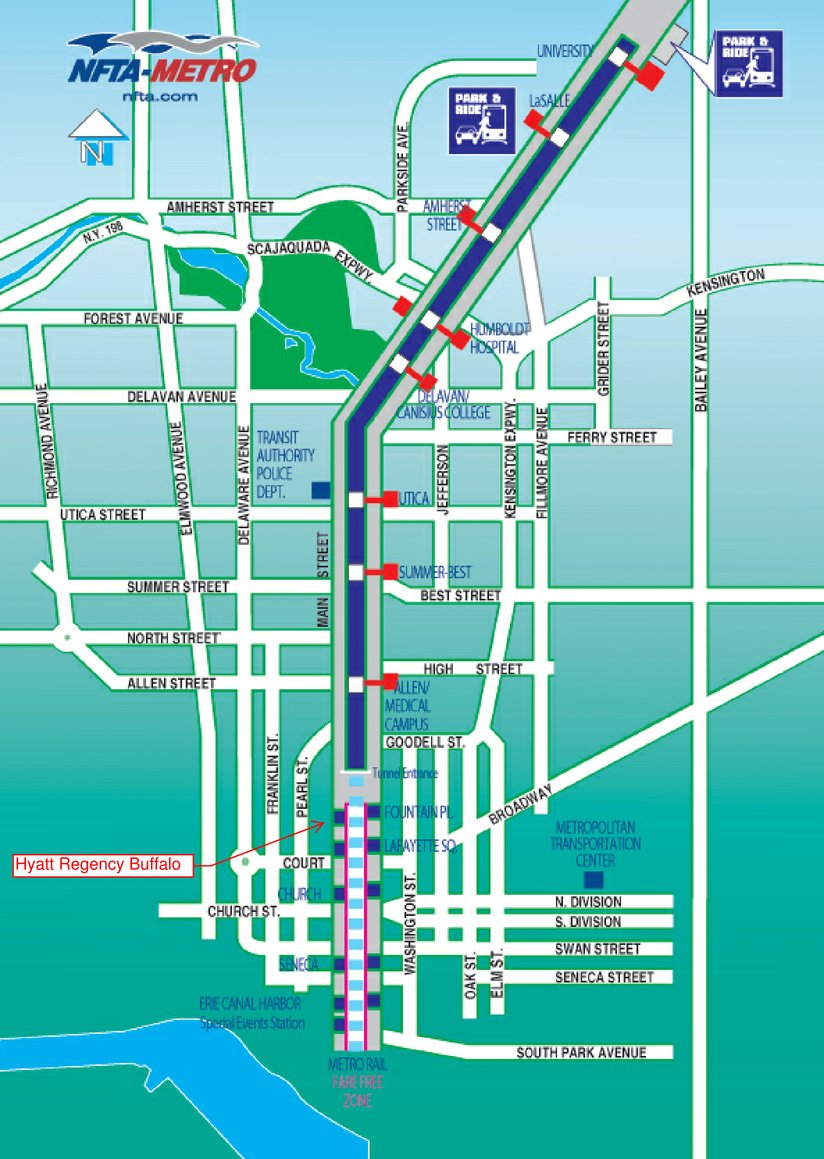 NFTA-METRO
nfta.com
N
UNIVERSITY
PARK &
RIDE
LaSALLE
PARK &
RIDE
PARKSIDE AVE.
AMHERST STREET
AMHERST
STREET
N.Y. 198
SCAJAQUADA
EXPWY.
KENSINGTON
FOREST AVENUE
HUMBOLDT
HOSPITAL
GRIDER STREET
BAILEY AVENUE
DELAVAN AVENUE
DELAVAN/
CANISIUS COLLEGE
RICHMOND AVENUE
ELMWOOD AVENUE
DELAWARE AVENUE
TRANSIT
AUTHORITY
POLICE
DEPT.
FERRY STREET
JEFFERSON
KENSINGTON EXPWY.
FILLMORE AVENUE
UTICA STREET
UTICA
MAIN STREET
SUMMER STREET
SUMMER-BEST
BEST STREET
NORTH STREET
HIGH STREET
ALLEN STREET
ALLEN/
MEDICAL
CAMPUS
GOODELL ST.
FRANKLIN ST.
PEARL ST.
Tunnel Entrance
FOUNTAIN PL.
BROADWAY
LAFAYETTE SQ.
METROPOLITAN
TRANSPORTATION
CENTER
Hyatt Regency Buffalo
COURT
CHURCH
CHURCH ST.
WASHINGTON ST.
N. DIVISION
S. DIVISION
SWAN STREET
SENECA
SENECA STREET
OAK ST.
ELM ST.
ERIE CANAL HARBOR
Special Events Station
SOUTH PARK AVENUE
METRO RAIL
FARE FREE
ZONE